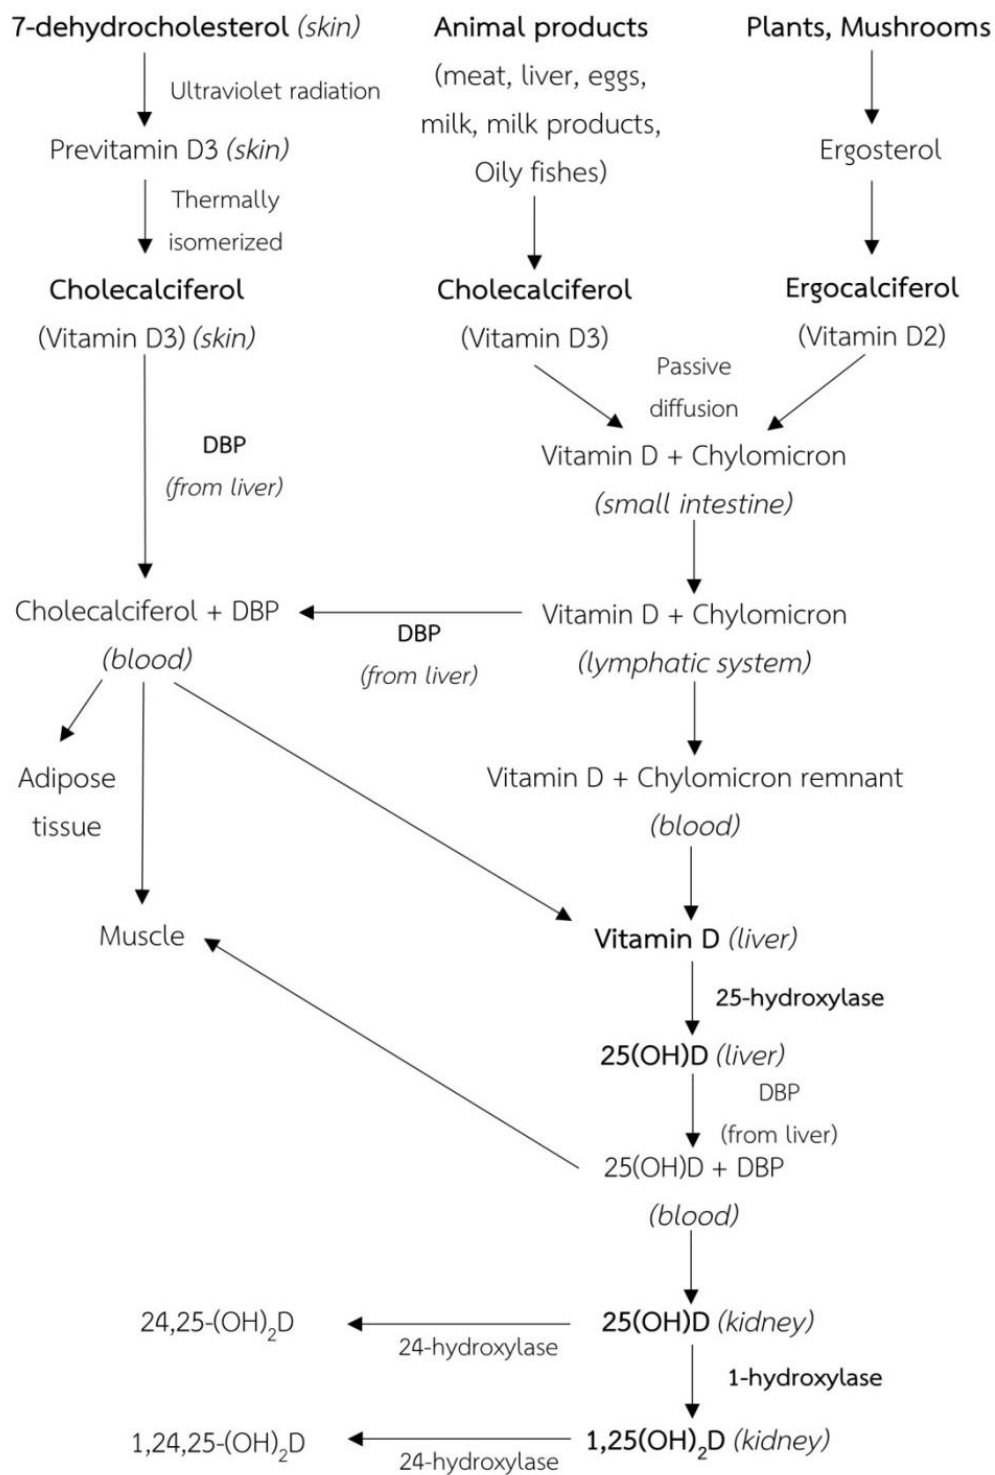 7-dehydrocholesterol (skin)
Ultraviolet radiation
Previtamin D3 (skin)
Thermally
isomerized
Cholecalciferol
(Vitamin D3) (skin)
DBP
(from liver)
Cholecalciferol + DBP
(blood)
Adipose
tissue
Muscle
Animal products
(meat, liver, eggs,
milk, milk products,
Oily fishes)
Cholecalciferol
(Vitamin D3)
Plants, Mushrooms
Ergosterol
Ergocalciferol
(Vitamin D2)
Passive
diffusion
Vitamin D + Chylomicron
(small intestine)
Vitamin D + Chylomicron
(lymphatic system)
DBP
(from liver)
Vitamin D + Chylomicron remnant
(blood)
Vitamin D (liver)
25-hydroxylase
25(OH)D (liver)
DBP
(from liver)
25(OH)D + DBP
(blood)
25(OH)D (kidney)
24-hydroxylase
24,25-(OH)₂D
1-hydroxylase
1,25(OH)₂D (kidney)
24-hydroxylase
1,24,25-(OH)₂D